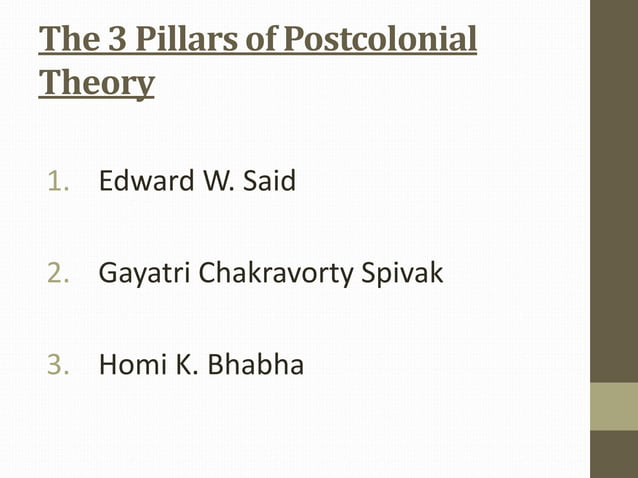 The 3 Pillars of Postcolonial
Theory
1. Edward W. Said
2. Gayatri Chakravorty Spivak
3. Homi K. Bhabha